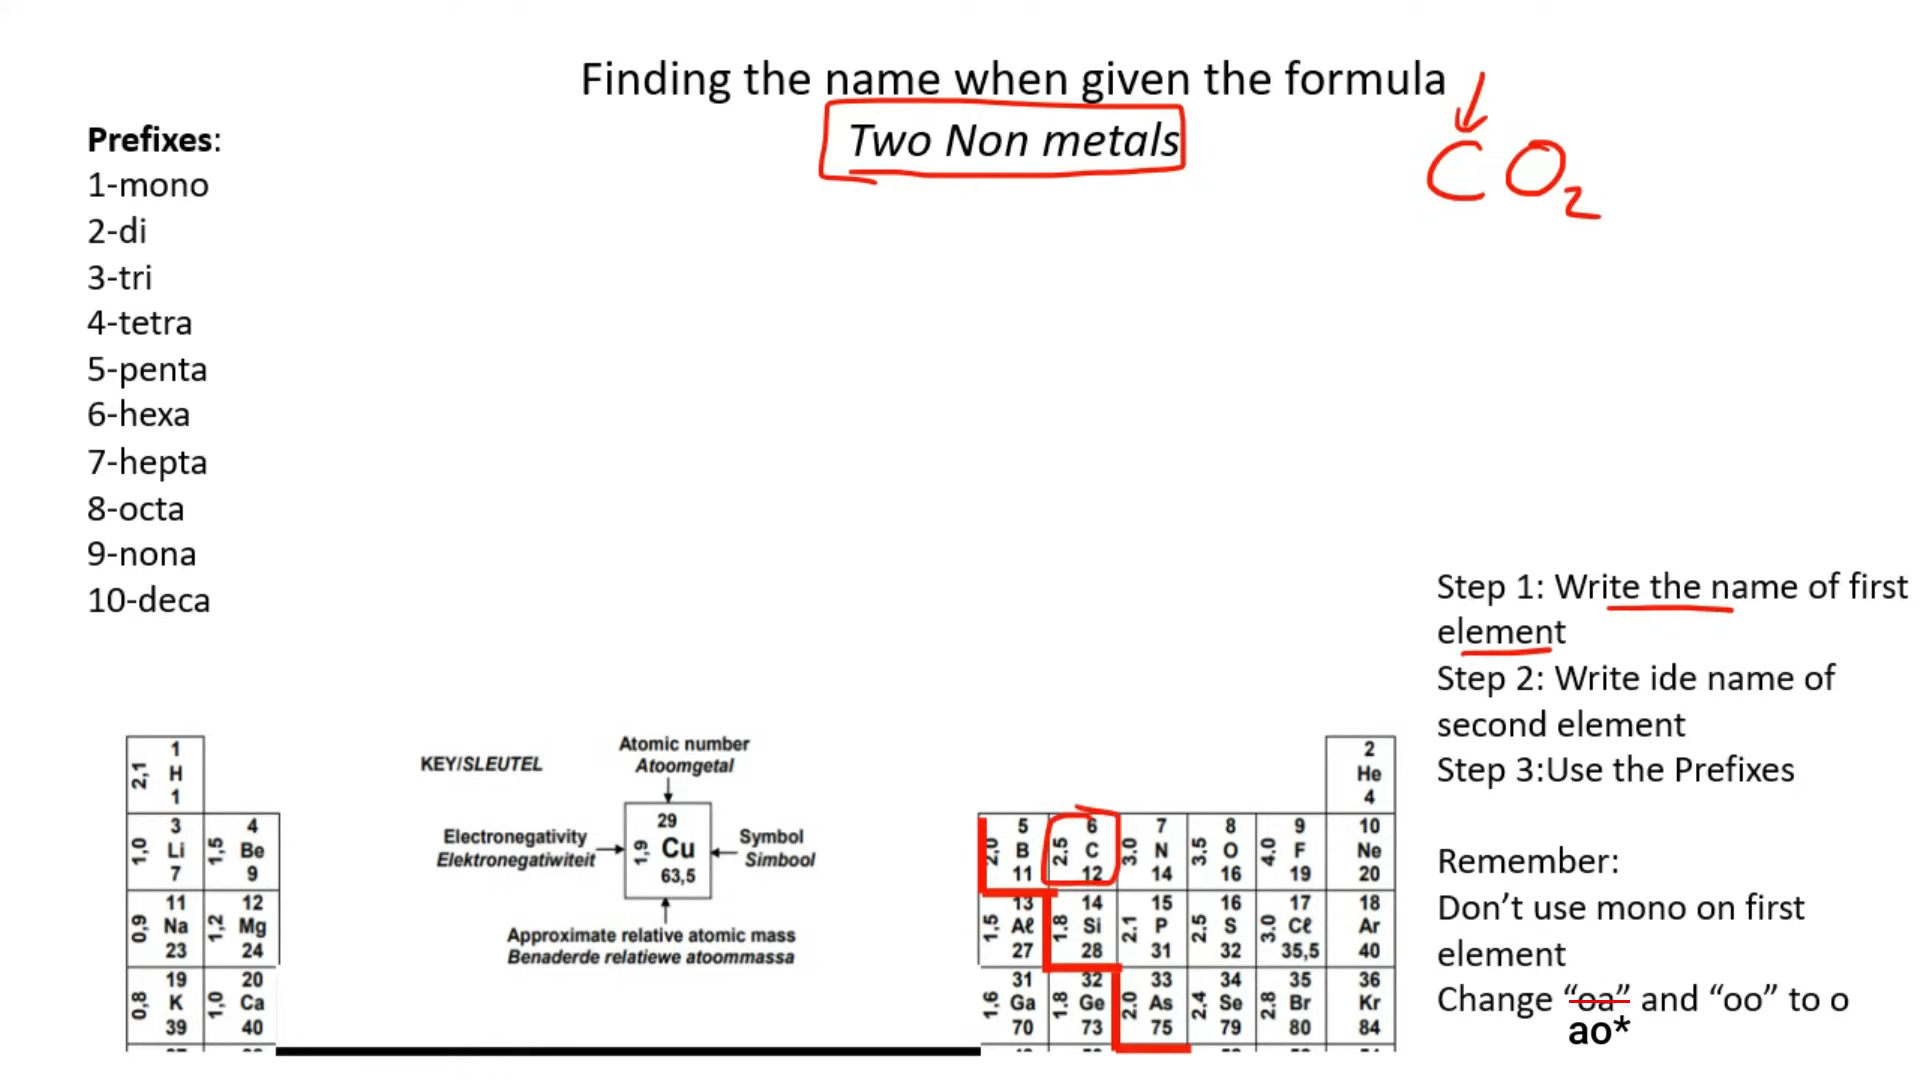 Finding the name when given the formula
Two Non metals
CO2
Prefixes:
1-mono
2-di
3-tri
4-tetra
5-penta
6-hexa
7-hepta
8-octa
9-nona
10-deca
Step 1: Write the name of first
element
Step 2: Write ide name of
second element
Step 3:Use the Prefixes
Remember:
Don’t use mono on first
element
Change “oa” and “oo” to o
ao*
KEY/SLEUTEL
Atomic number
Atoomgetal
Electronegativity
Elektronegatiwiteit
29
1,9 Cu
63,5
Symbol
Simbool
Approximate relative atomic mass
Benaderde relatiewe atoommassa
1 2
2,1 H He
1 4
3 4 5 6 7 8 9 10
1,0 Li 1,5 Be 2,0 B 2,5 C 3,0 N 3,5 O 4,0 F Ne
7 9 11 12 14 16 19 20
11 12 13 14 15 16 17 18
0,9 Na 1,2 Mg 1,5 Aℓ 1,8 Si 2,1 P 2,5 S 3,0 Cℓ Ar
23 24 27 28 31 32 35,5 40
19 20 31 32 33 34 35 36
0,8 K 1,0 Ca 1,6 Ga 1,8 Ge 2,0 As 2,4 Se 2,8 Br Kr
39 40 70 73 75 79 80 84